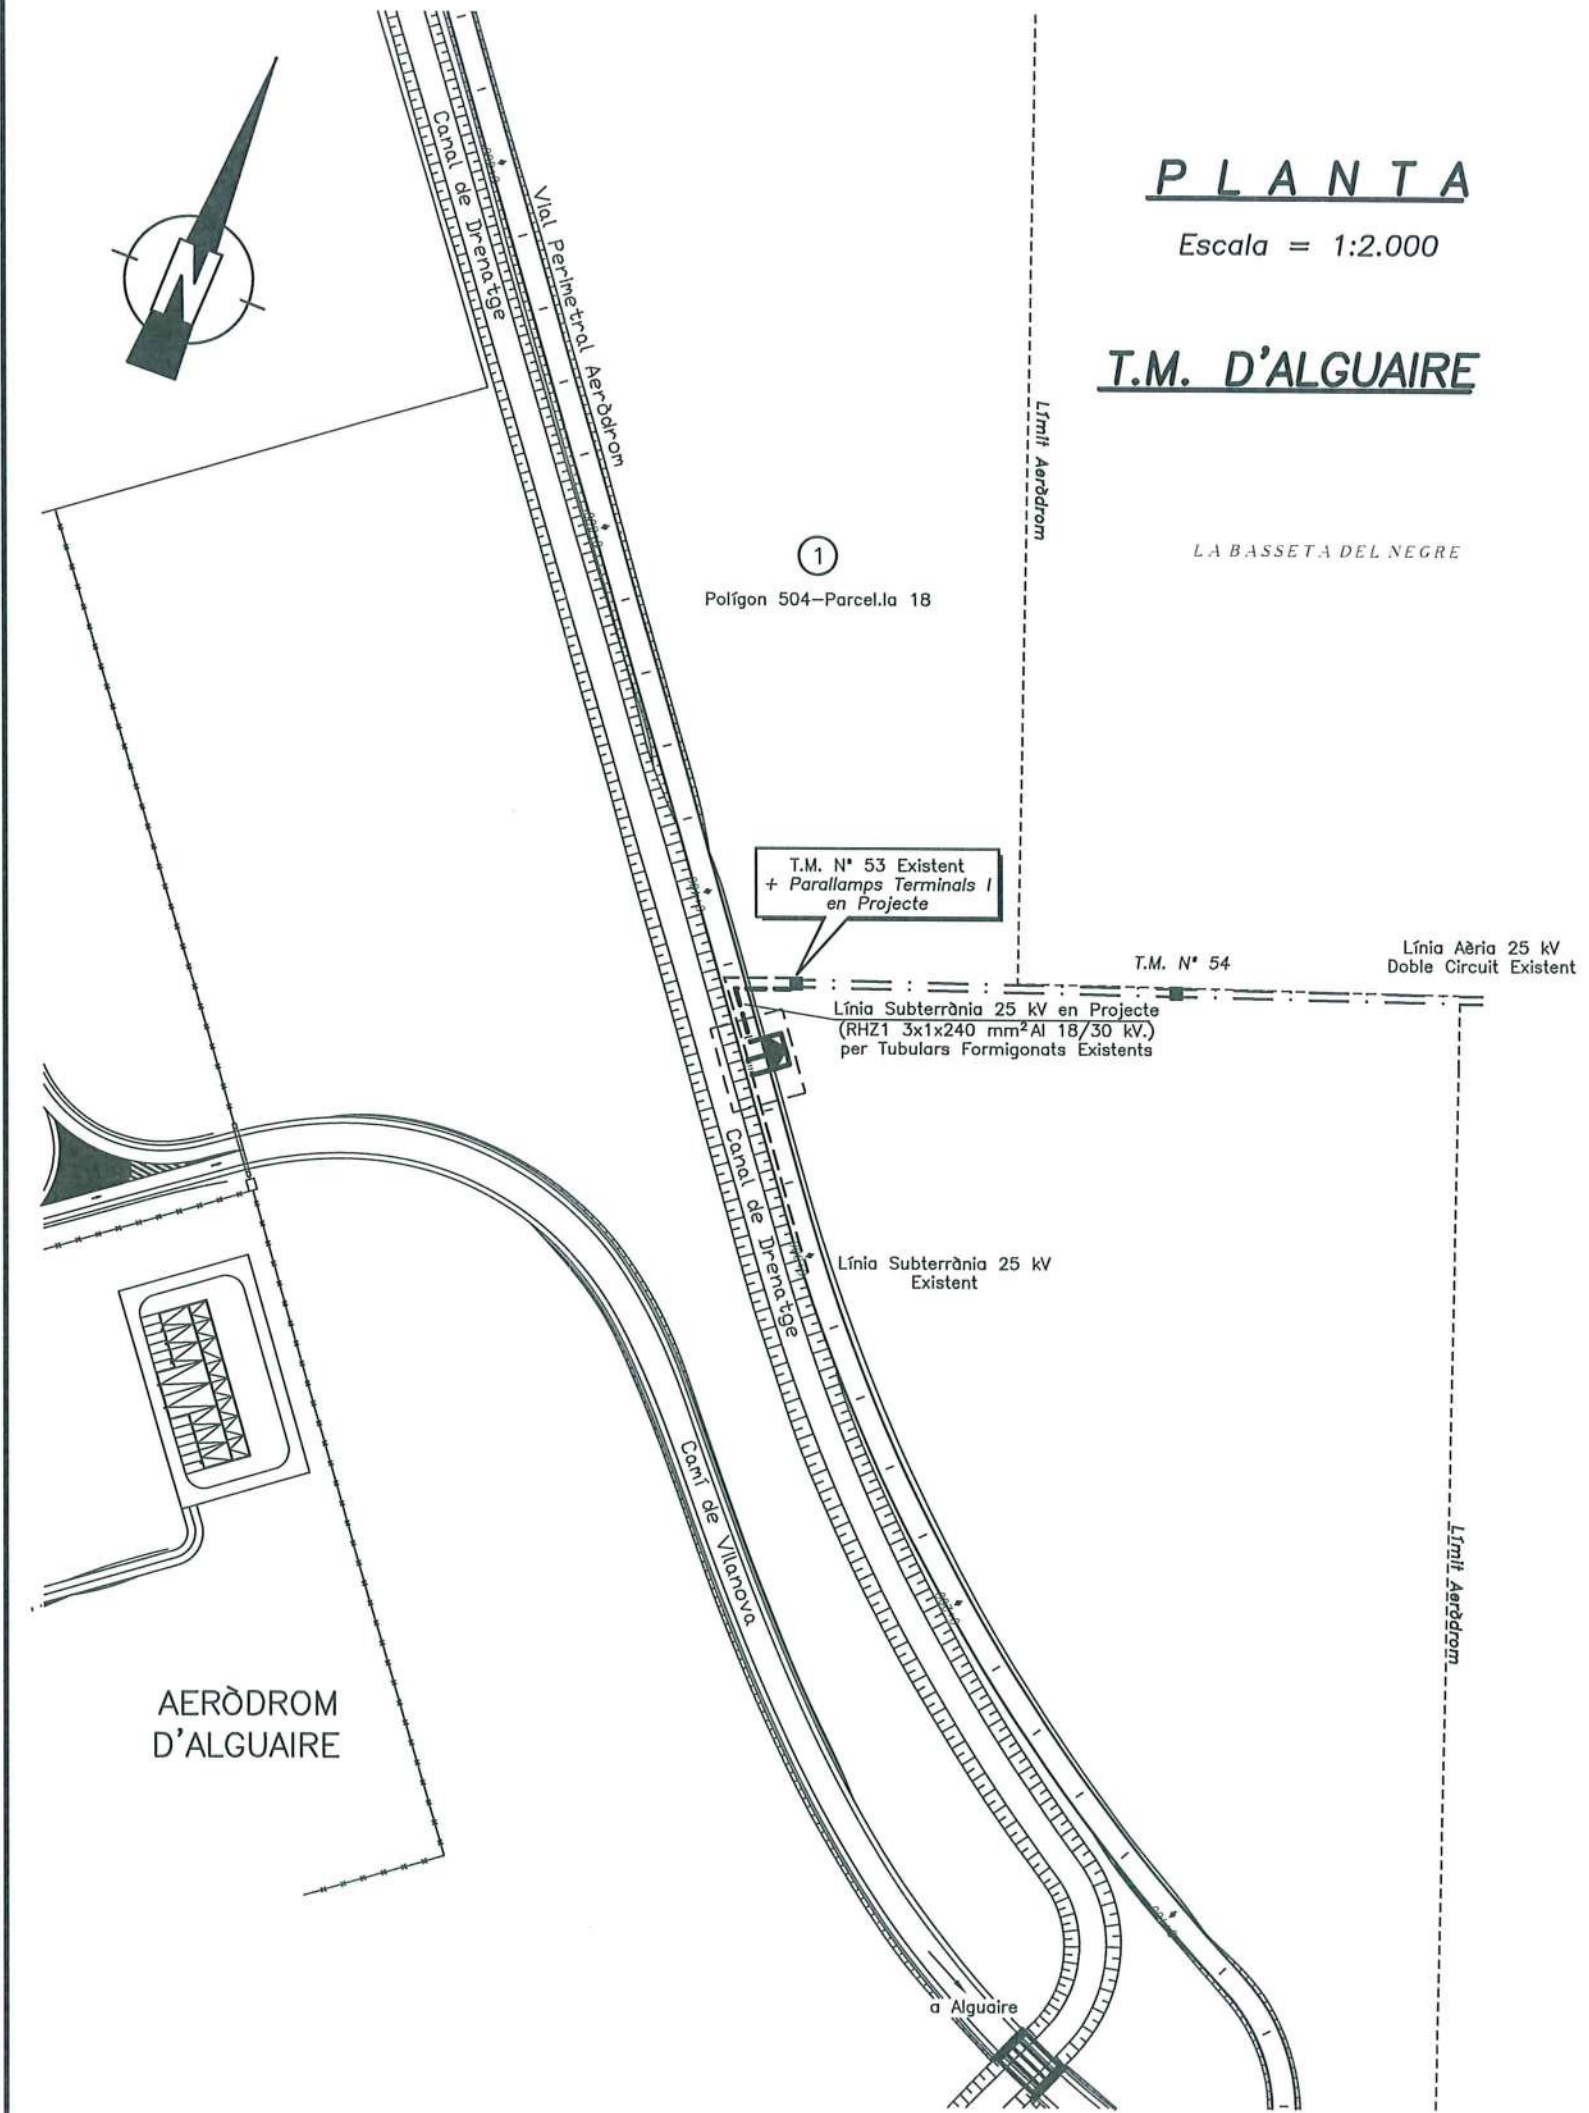 PLANTA
Escala = 1:2.000
T.M. D'ALGUAIRE
Canal de Drenatge
Vial Perimetral Aeròdrom
Límit Aeròdrom
LA BASSETA DEL NEGRE
1
Polígon 504-Parcel.la 18
T.M. Nº 53 Existent
+ Parallamps Terminals I
en Projecte
T.M. Nº 54
Línia Aèria 25 kV
Doble Circuit Existent
Línia Subterrània 25 kV en Projecte
(RHZ1 3x1x240 mm² Al 18/30 kV.)
per Tubulars Formigonats Existents
Canal de Drenatge
Línia Subterrània 25 kV
Existent
Camí de Vilanova
Límit Aeròdrom
AERÒDROM
D'ALGUAIRE
a Alguaire